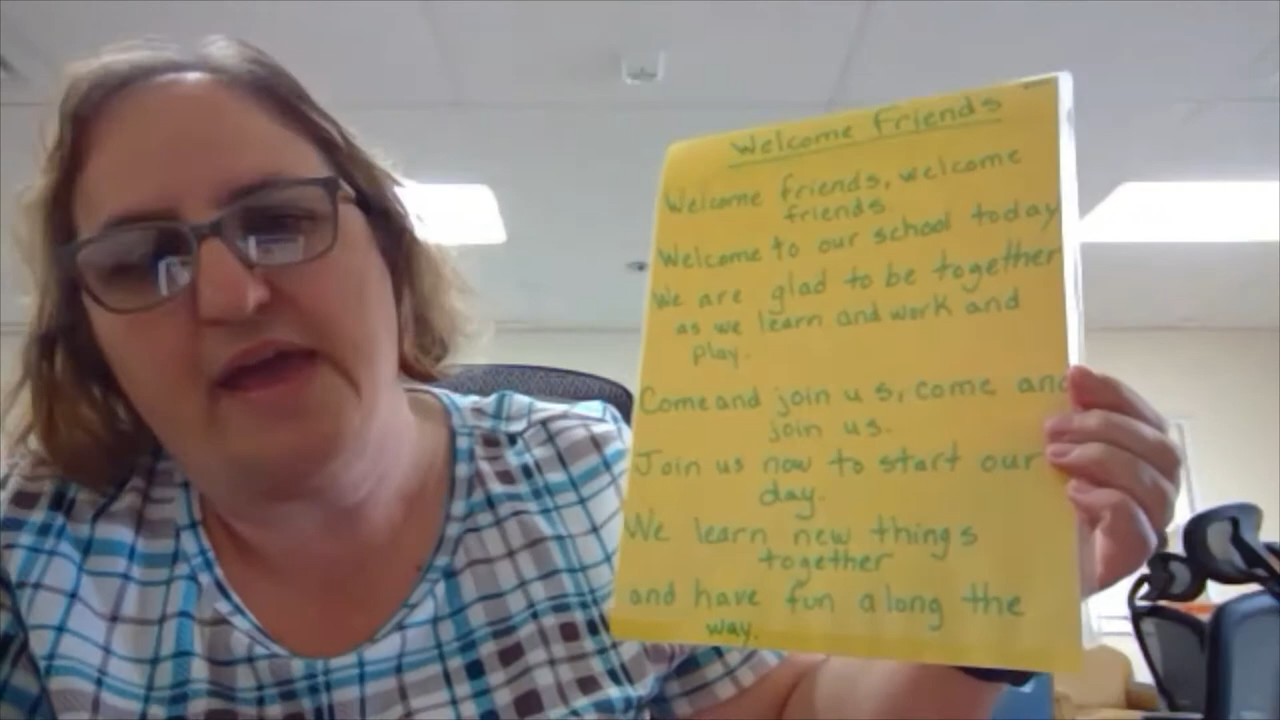 Welcome Friends
Welcome friends, welcome
friends
Welcome to our school today
We are glad to be together
as we learn and work and
play.
Come and join us, come and
join us.
Join us now to start our
day.
We learn new things
together
and have fun along the
way.